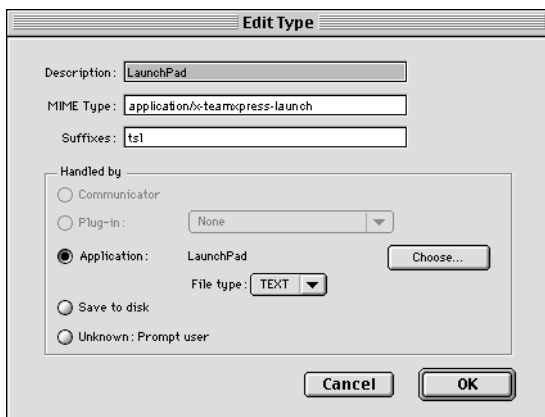 Edit Type
Description: LaunchPad
MIME Type: application/x-teamxpress-launch
Suffixes: tsl
Handled by
Communicator
Plug-in: None
Application: LaunchPad Choose...
File type: TEXT
Save to disk
Unknown: Prompt user
Cancel OK